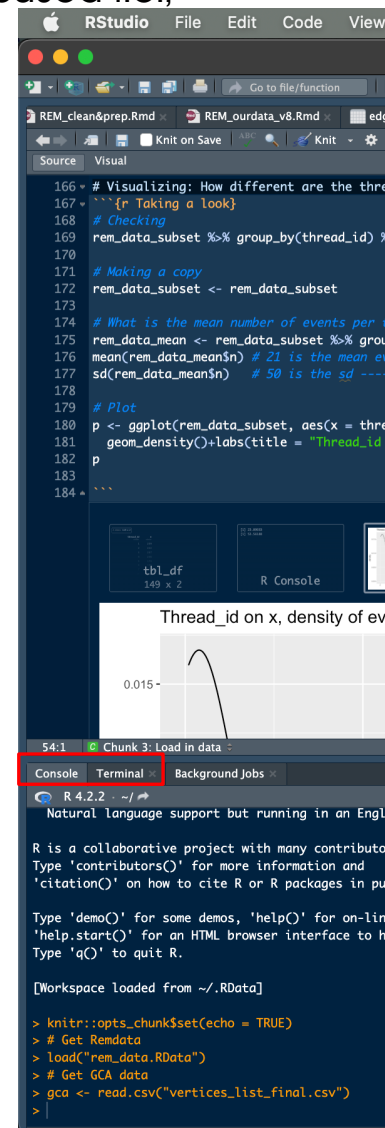 RStudio File Edit Code View
Go to file/function
REM_clean&prep.Rmd REM_ourdata_v8.Rmd edg
Knit on Save ABC Knit
Source Visual
166 # Visualizing: How different are the thre
167 ```{r Taking a look}
168 # Checking
169 rem_data_subset %>% group_by(thread_id) %
170
171 # Making a copy
172 rem_data_subset <- rem_data_subset
173
174 # What is the mean number of events per
175 rem_data_mean <- rem_data_subset %>% grou
176 mean(rem_data_mean$n) # 21 is the mean ev
177 sd(rem_data_mean$n) # 50 is the sd ----
178
179 # Plot
180 p <- ggplot(rem_data_subset, aes(x = thre
181 geom_density()+labs(title = "Thread_id
182 p
183
184 ```
tbl_df
149 x 2
R Console
Thread_id on x, density of ev
0.015
54:1 Chunk 3: Load in data
Console Terminal Background Jobs
R 4.2.2 · ~/
Natural language support but running in an Engl
R is a collaborative project with many contributo
Type 'contributors()' for more information and
'citation()' on how to cite R or R packages in pu
Type 'demo()' for some demos, 'help()' for on-lin
'help.start()' for an HTML browser interface to h
Type 'q()' to quit R.
[Workspace loaded from ~/.RData]
> knitr::opts_chunk$set(echo = TRUE)
> # Get Remdata
> load("rem_data.RData")
> # Get GCA data
> gca <- read.csv("vertices_list_final.csv")
>